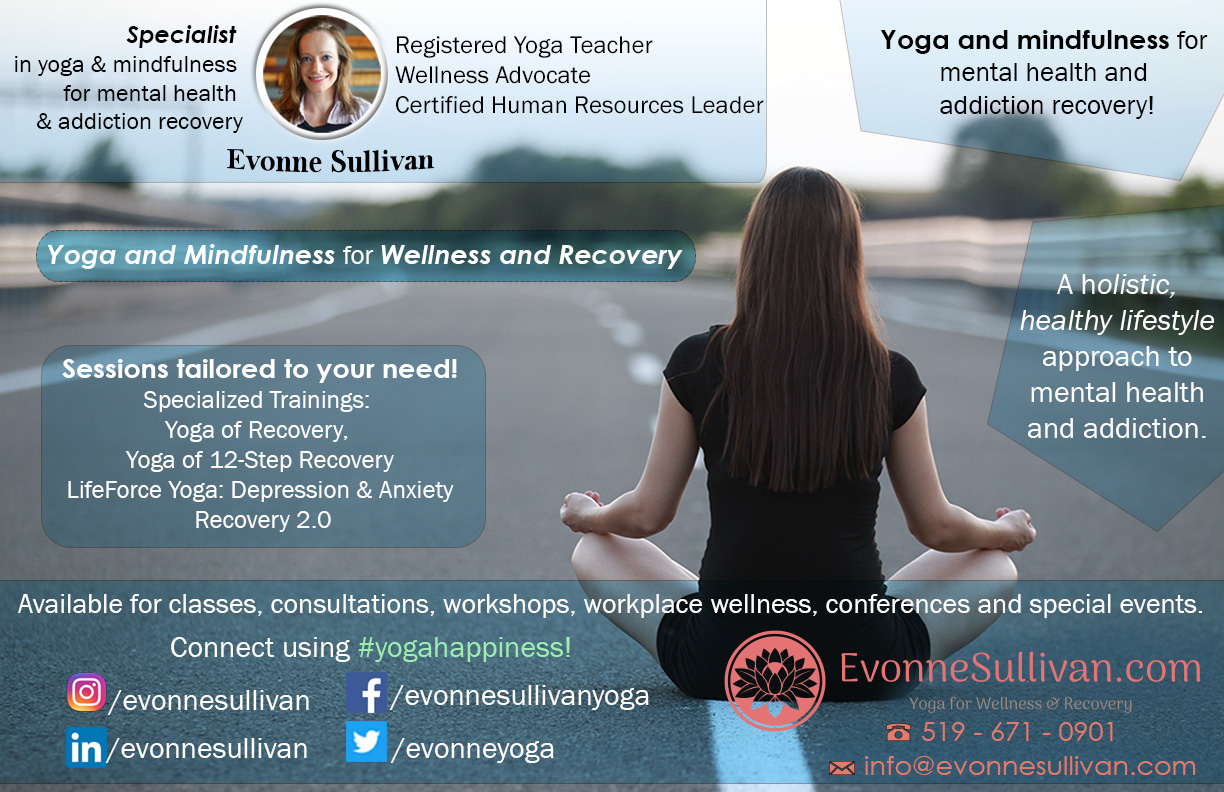 Specialist
in yoga & mindfulness
for mental health
& addiction recovery
Evonne Sullivan
Registered Yoga Teacher
Wellness Advocate
Certified Human Resources Leader
Yoga and mindfulness for
mental health and
addiction recovery!
Yoga and Mindfulness for Wellness and Recovery
A holistic,
healthy lifestyle
approach to
mental health
and addiction.
Sessions tailored to your need!
Specialized Trainings:
Yoga of Recovery,
Yoga of 12-Step Recovery
LifeForce Yoga: Depression & Anxiety
Recovery 2.0
Available for classes, consultations, workshops, workplace wellness, conferences and special events.
Connect using #yogahappiness!
/evonnesullivan
/evonnesullivanyoga
in /evonnesullivan
/evonneyoga
EvonneSullivan.com
Yoga for Wellness & Recovery
519 - 671 - 0901
info@evonnesullivan.com